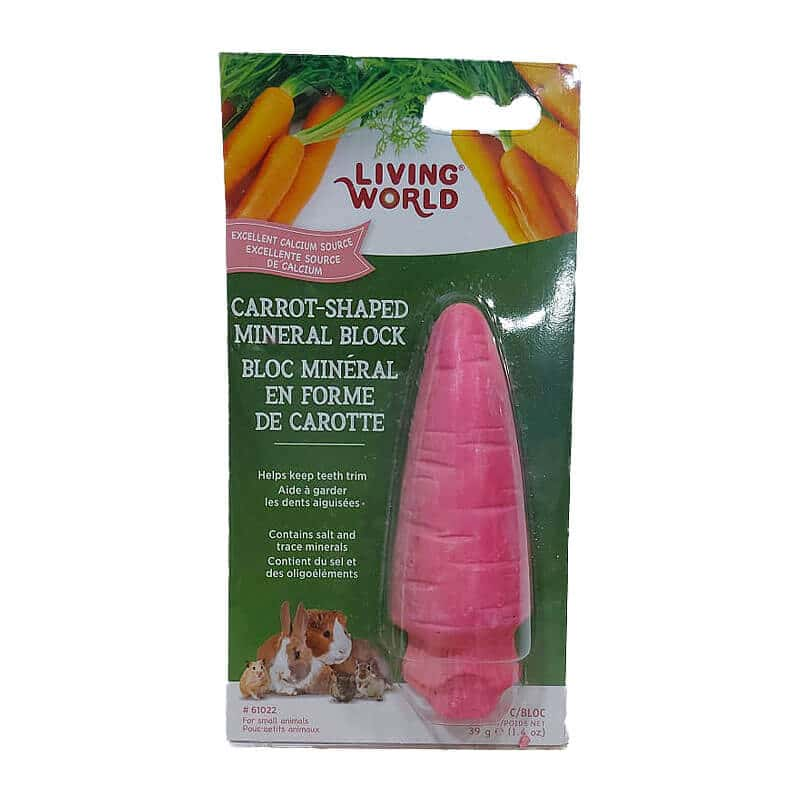 LIVING®
WORLD
EXCELLENT CALCIUM SOURCE
EXCELLENTE SOURCE
DE CALCIUM
CARROT-SHAPED
MINERAL BLOCK
BLOC MINÉRAL
EN FORME
DE CAROTTE
Helps keep teeth trim
Aide à garder
les dents aiguisées
Contains salt and
trace minerals
Contient du sel et
des oligoéléments
# 61022
For small animals
Pour petits animaux
C/BLOC
/POIDS NET
39 g e (1.4 oz)